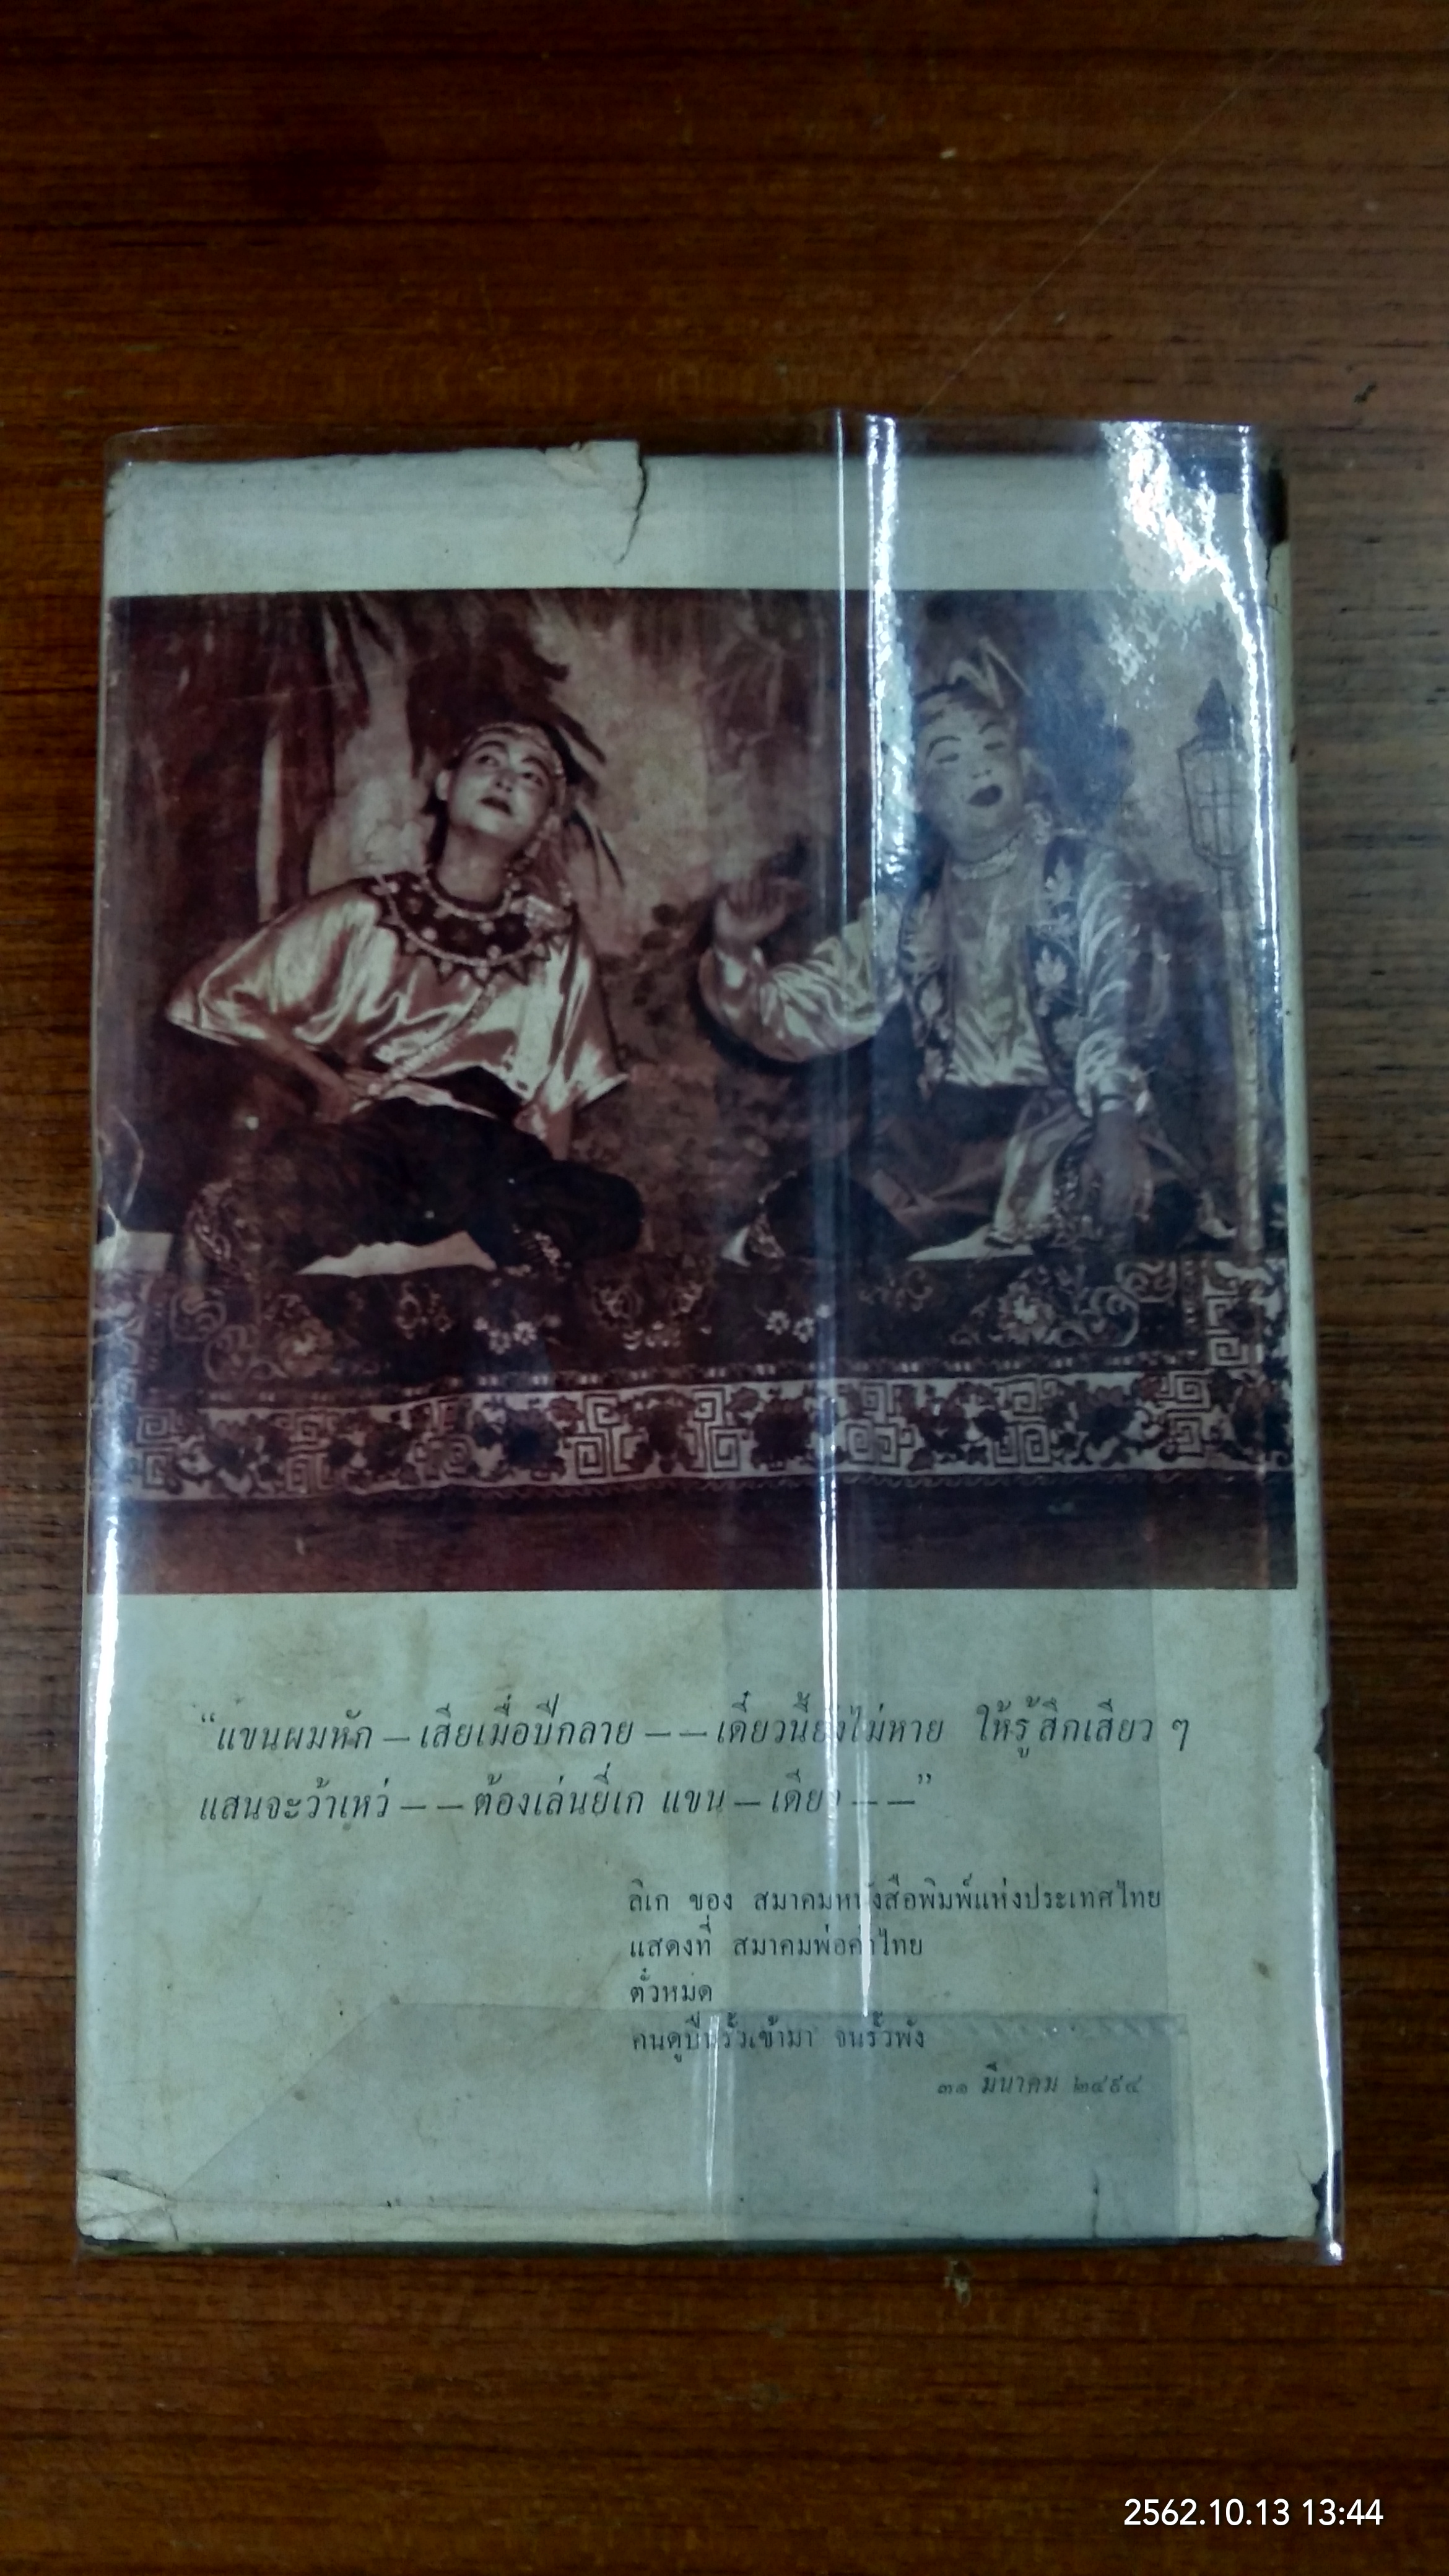 “แขนผมหัก — เสียเมื่อปีกลาย — — เดี๋ยวนี้ยังไม่หาย ให้รู้สึกเสียว ๆ
แสนจะว้าเหว่ — — ต้องเล่นยี่เก แขน — เดียว — —”
ลิเก ของ สมาคมหนังสือพิมพ์แห่งประเทศไทย
แสดงที่ สมาคมพ่อค้าไทย
ตั๋วหมด
คนดูปีนรั้วเข้ามา จนรั้วพัง
๓๑ มีนาคม ๒๔๙๔
2562.10.13 13:44